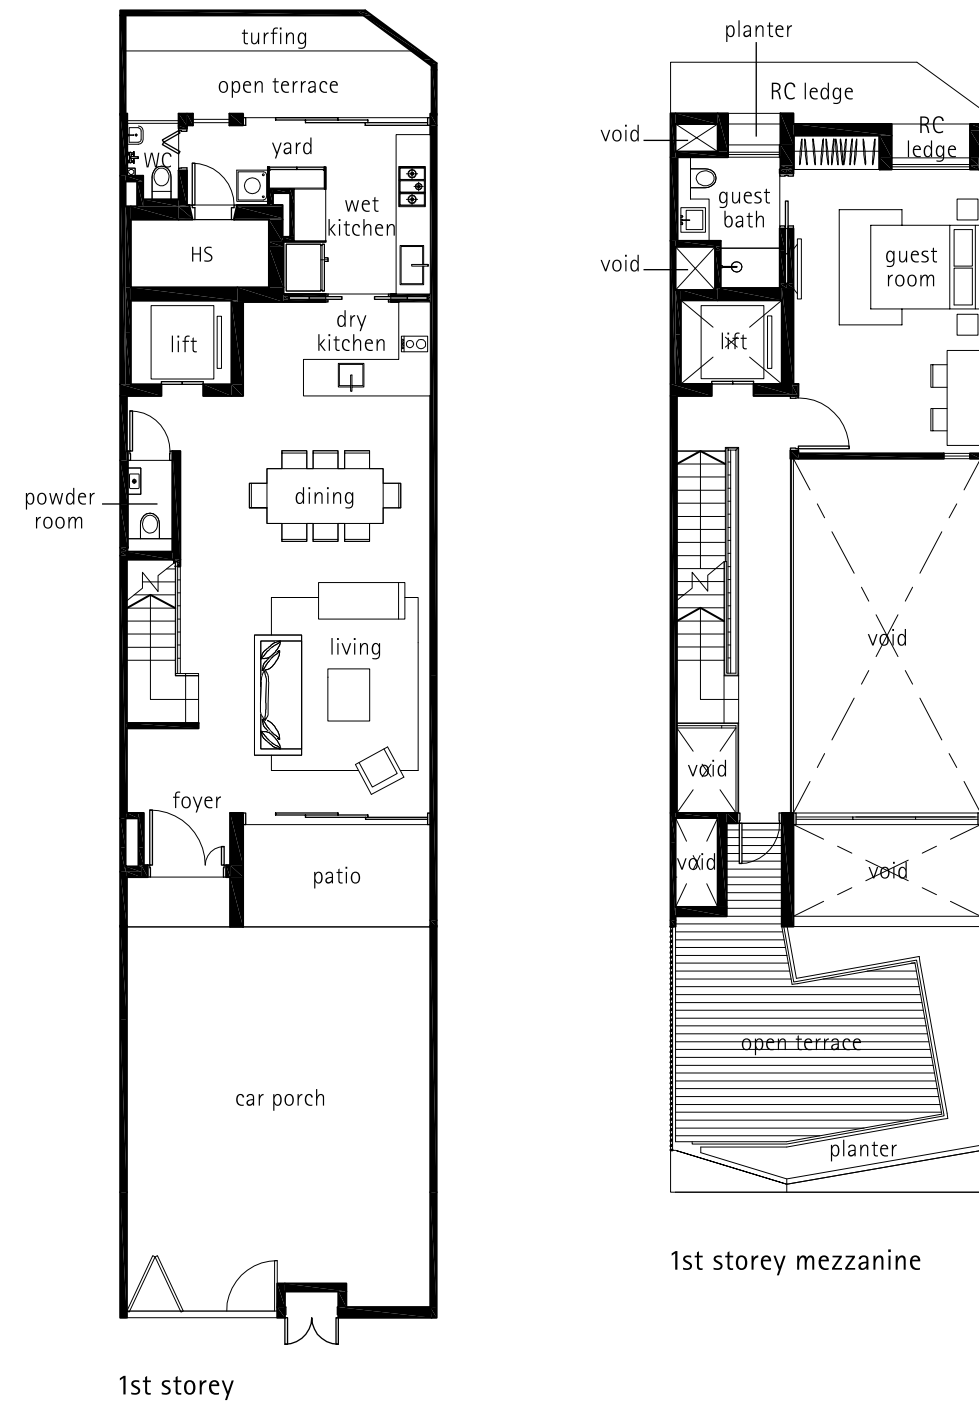 turfing
open terrace
WC
yard
wet
kitchen
HS
lift
dry
kitchen
powder
room
dining
living
foyer
patio
car porch
1st storey
planter
RC ledge
void
RC
ledge
guest
bath
void
guest
room
lift
void
void
void
void
open terrace
planter
1st storey mezzanine